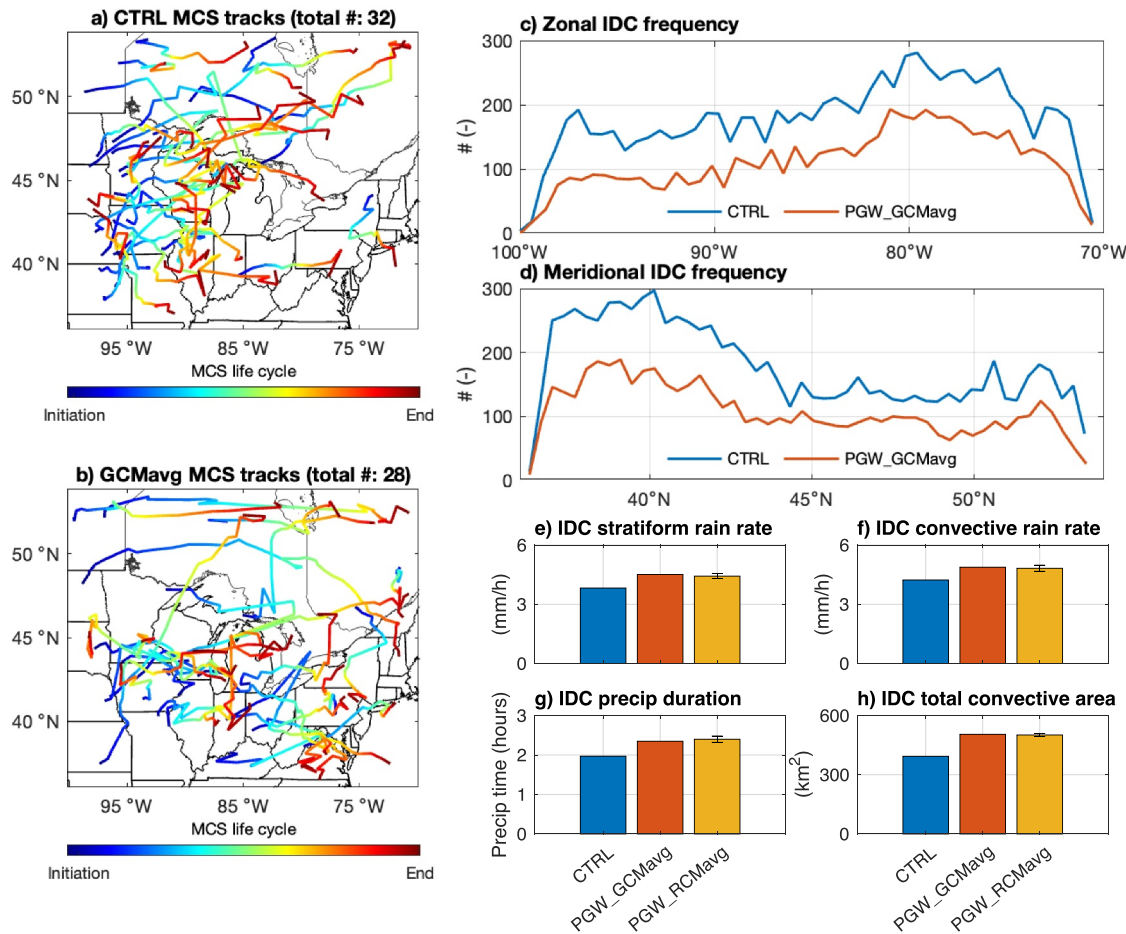 a) CTRL MCS tracks (total #: 32)
50 °N
45 °N
40 °N
95 °W 85 °W 75 °W
MCS life cycle
Initiation End
b) GCMavg MCS tracks (total #: 28)
50 °N
45 °N
40 °N
95 °W 85 °W 75 °W
MCS life cycle
Initiation End
c) Zonal IDC frequency
300
200
100
0
# (-)
CTRL PGW_GCMavg
100°W 90°W 80°W 70°W
d) Meridional IDC frequency
300
200
100
0
# (-)
CTRL PGW_GCMavg
40°N 45°N 50°N
e) IDC stratiform rain rate
6
3
0
(mm/h)
f) IDC convective rain rate
6
3
0
(mm/h)
g) IDC precip duration
3
2
1
0
Precip time (hours)
CTRL
PGW_GCMavg
PGW_RCMavg
h) IDC total convective area
600
300
0
(km²)
CTRL
PGW_GCMavg
PGW_RCMavg